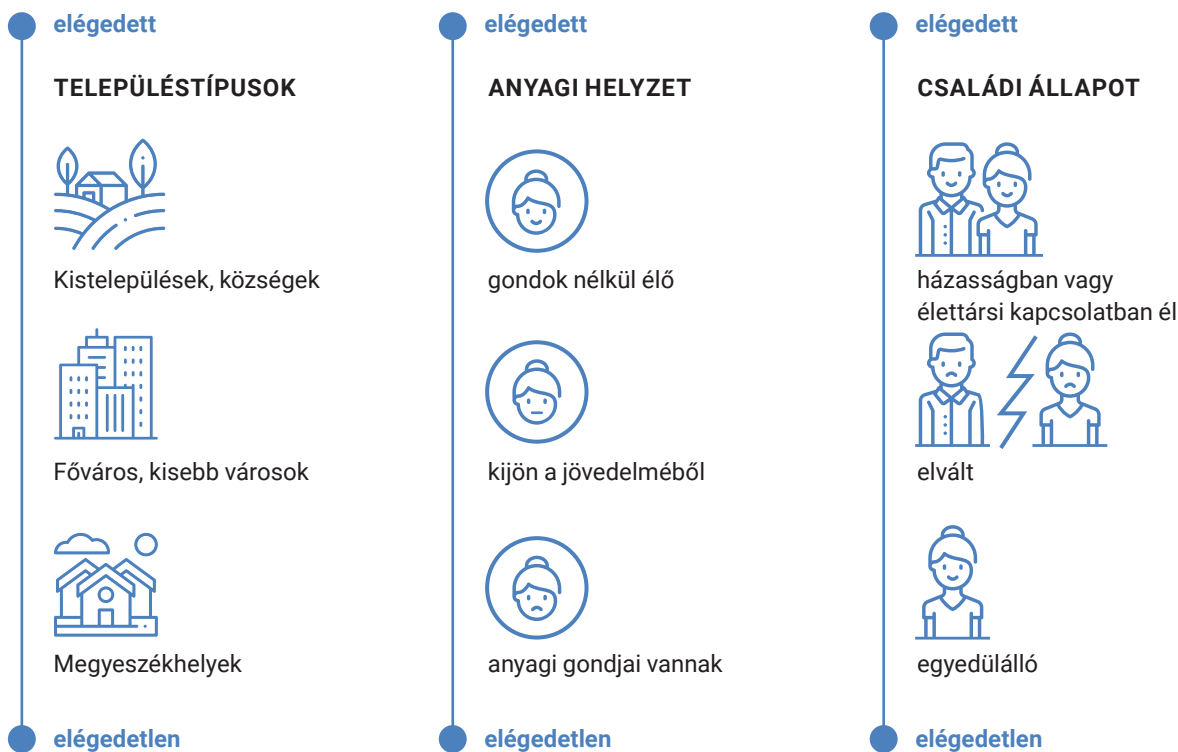 elégedett
TELEPÜLÉSTÍPUSOK
Kistelepülések, községek
Főváros, kisebb városok
Megyeszékhelyek
elégedetlen
elégedett
ANYAGI HELYZET
gondok nélkül élő
kijön a jövedelméből
anyagi gondjai vannak
elégedetlen
elégedett
CSALÁDI ÁLLAPOT
házasságban vagy
élettársi kapcsolatban él
elvált
egyedülálló
elégedetlen